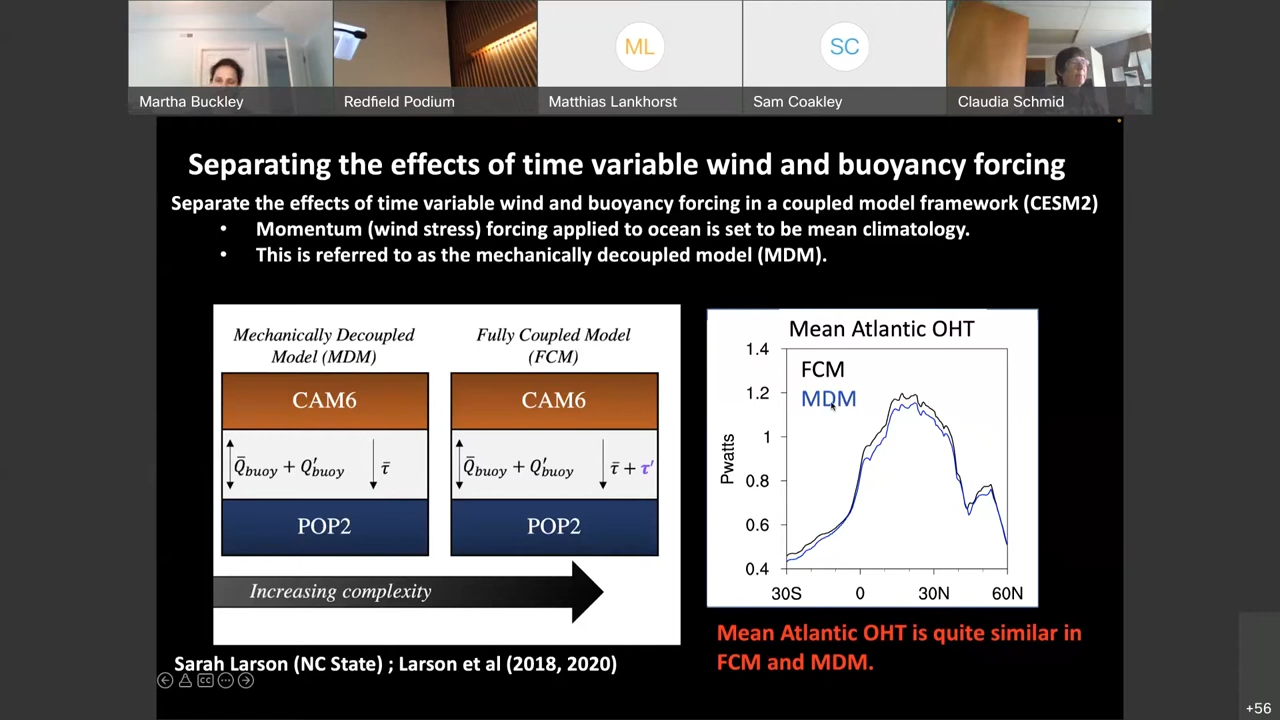 ML
SC
Martha Buckley
Redfield Podium
Matthias Lankhorst
Sam Coakley
Claudia Schmid
Separating the effects of time variable wind and buoyancy forcing
Separate the effects of time variable wind and buoyancy forcing in a coupled model framework (CESM2)
• Momentum (wind stress) forcing applied to ocean is set to be mean climatology.
• This is referred to as the mechanically decoupled model (MDM).
Mechanically Decoupled
Model (MDM)
CAM6
Q̄buoy + Q′buoy
τ̄
POP2
Fully Coupled Model
(FCM)
CAM6
Q̄buoy + Q′buoy
τ̄ + τ′
POP2
Increasing complexity
Mean Atlantic OHT
FCM
MDM
Pwatts
1.4
1.2
1
0.8
0.6
0.4
30S 0 30N 60N
Mean Atlantic OHT is quite similar in
FCM and MDM.
Sarah Larson (NC State) ; Larson et al (2018, 2020)
CC
+56